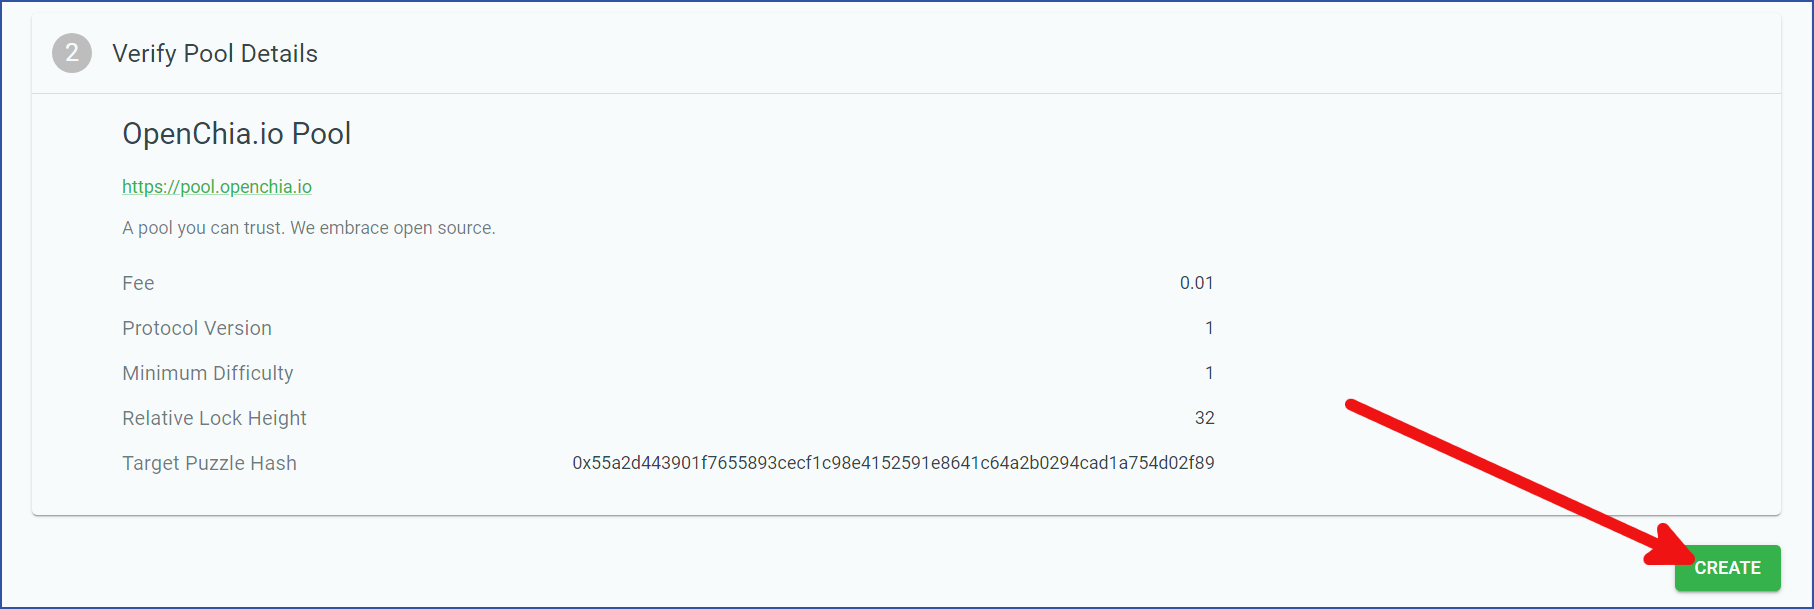 2 Verify Pool Details
OpenChia.io Pool
https://pool.openchia.io
A pool you can trust. We embrace open source.
Fee 0.01
Protocol Version 1
Minimum Difficulty 1
Relative Lock Height 32
Target Puzzle Hash 0x55a2d443901f7655893cecf1c98e4152591e8641c64a2b0294cad1a754d02f89
CREATE